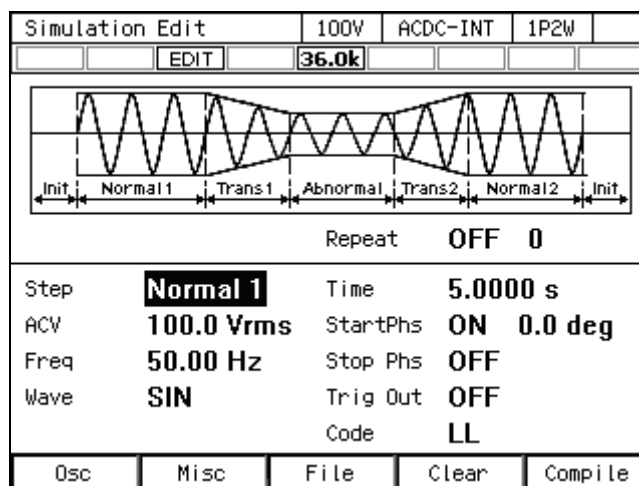 Simulation Edit 100V ACDC-INT 1P2W
EDIT 36.0k
Init Normal1 Trans1 Abnormal Trans2 Normal2 Init
Repeat OFF 0
Step Normal 1 Time 5.0000 s
ACV 100.0 Vrms StartPhs ON 0.0 deg
Freq 50.00 Hz Stop Phs OFF
Wave SIN Trig Out OFF
Code LL
Osc Misc File Clear Compile